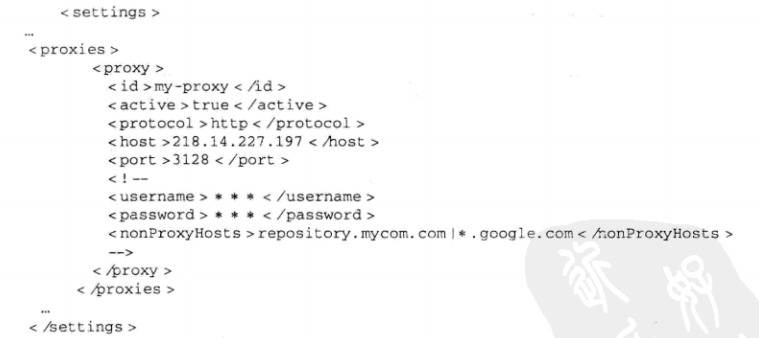 <settings>
…
<proxies>
<proxy>
<id>my-proxy</id>
<active>true</active>
<protocol>http</protocol>
<host>218.14.227.197</host>
<port>3128</port>
<!--
<username>***</username>
<password>***</password>
<nonProxyHosts>repository.mycom.com|*.google.com</nonProxyHosts>
-->
</proxy>
</proxies>
…
</settings>